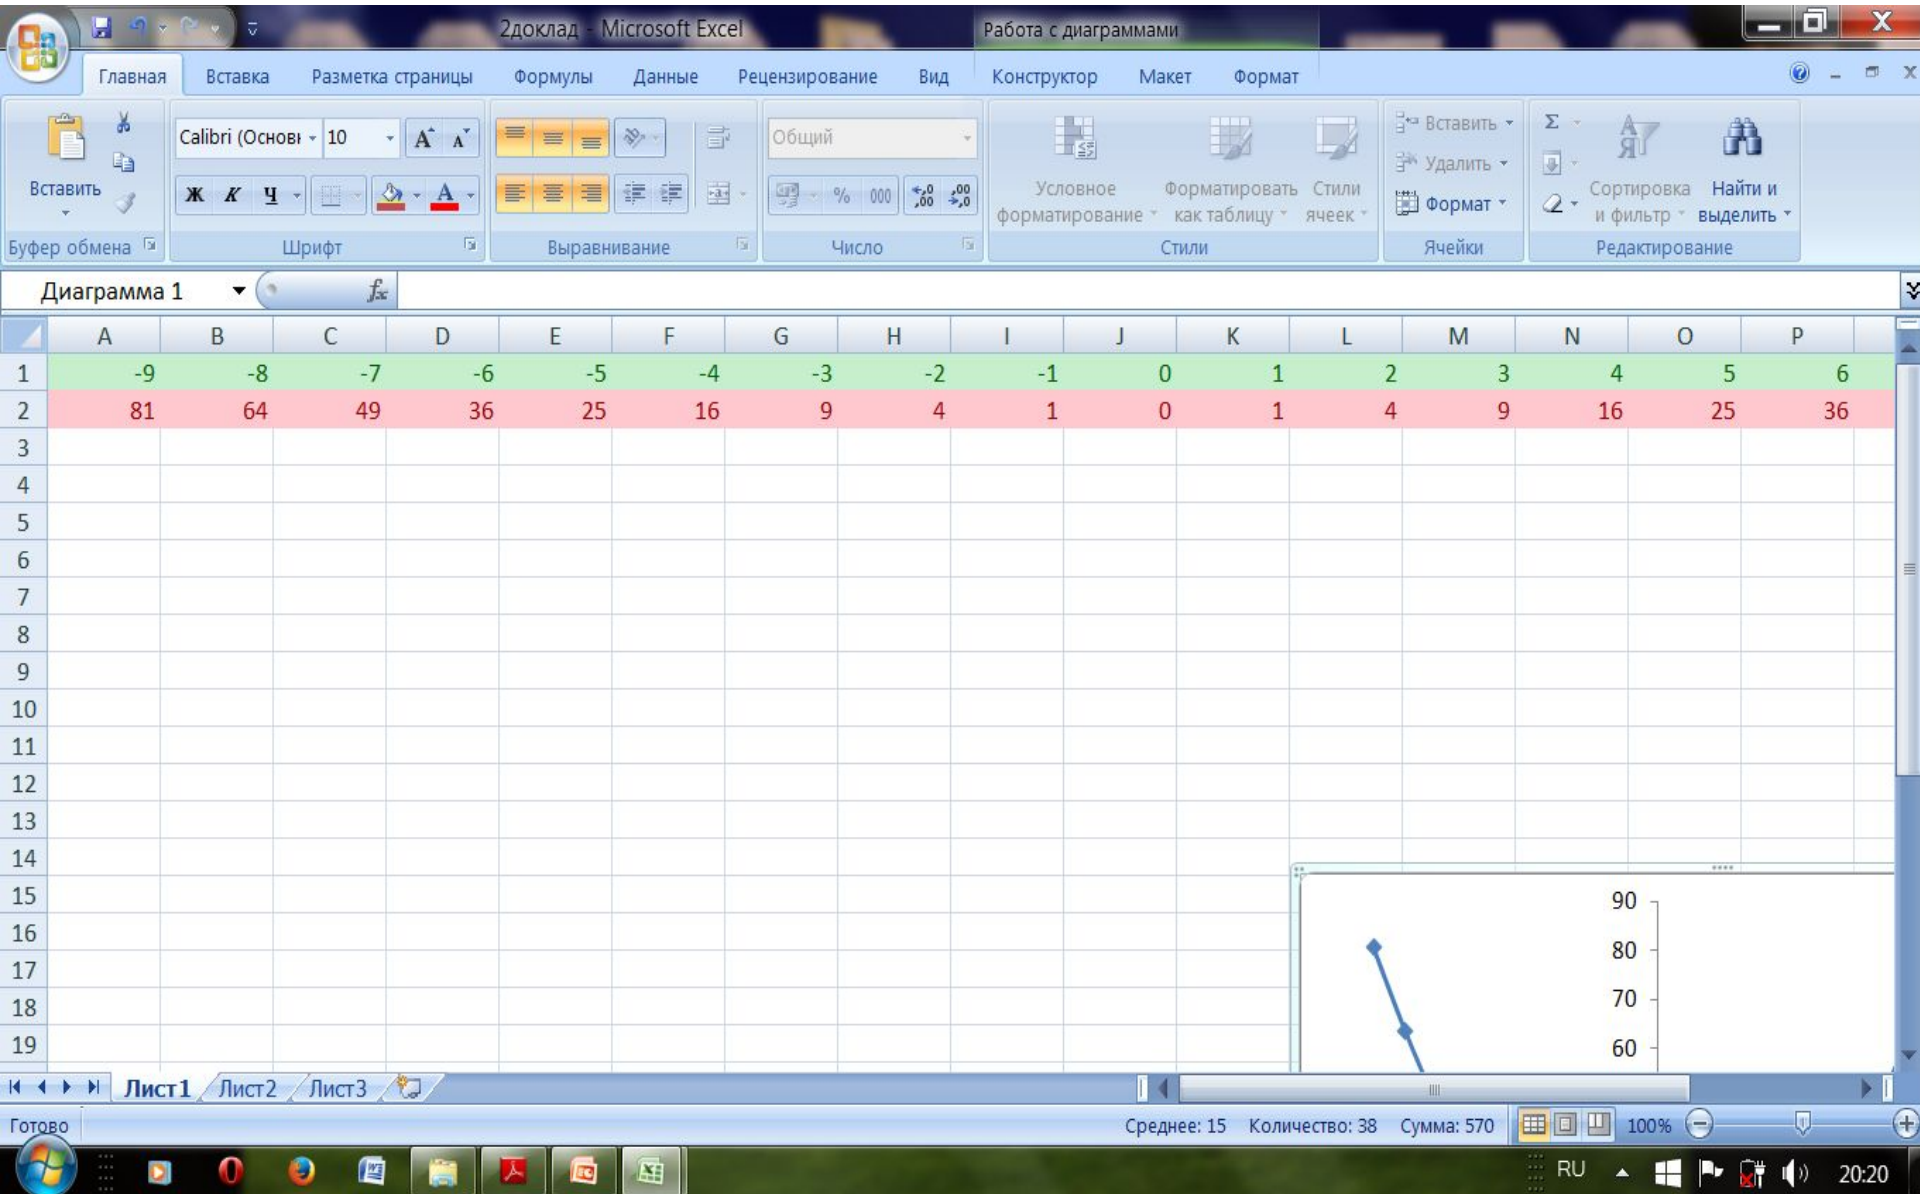 2доклад - Microsoft Excel
Работа с диаграммами
Главная Вставка Разметка страницы Формулы Данные Рецензирование Вид Конструктор Макет Формат
Calibri (Основн 10 Общий
Вставить
Ж К Ч
% 000
Условное форматирование
Форматировать как таблицу
Стили ячеек
Вставить
Удалить
Формат
Σ
Сортировка и фильтр
Найти и выделить
Буфер обмена Шрифт Выравнивание Число Стили Ячейки Редактирование
Диаграмма 1 fx
A B C D E F G H I J K L M N O P
1 -9 -8 -7 -6 -5 -4 -3 -2 -1 0 1 2 3 4 5 6
2 81 64 49 36 25 16 9 4 1 0 1 4 9 16 25 36
3
4
5
6
7
8
9
10
11
12
13
14
15
16
17
18
19
90
80
70
60
Лист1 Лист2 Лист3
Готово Среднее: 15 Количество: 38 Сумма: 570 100%
RU 20:20